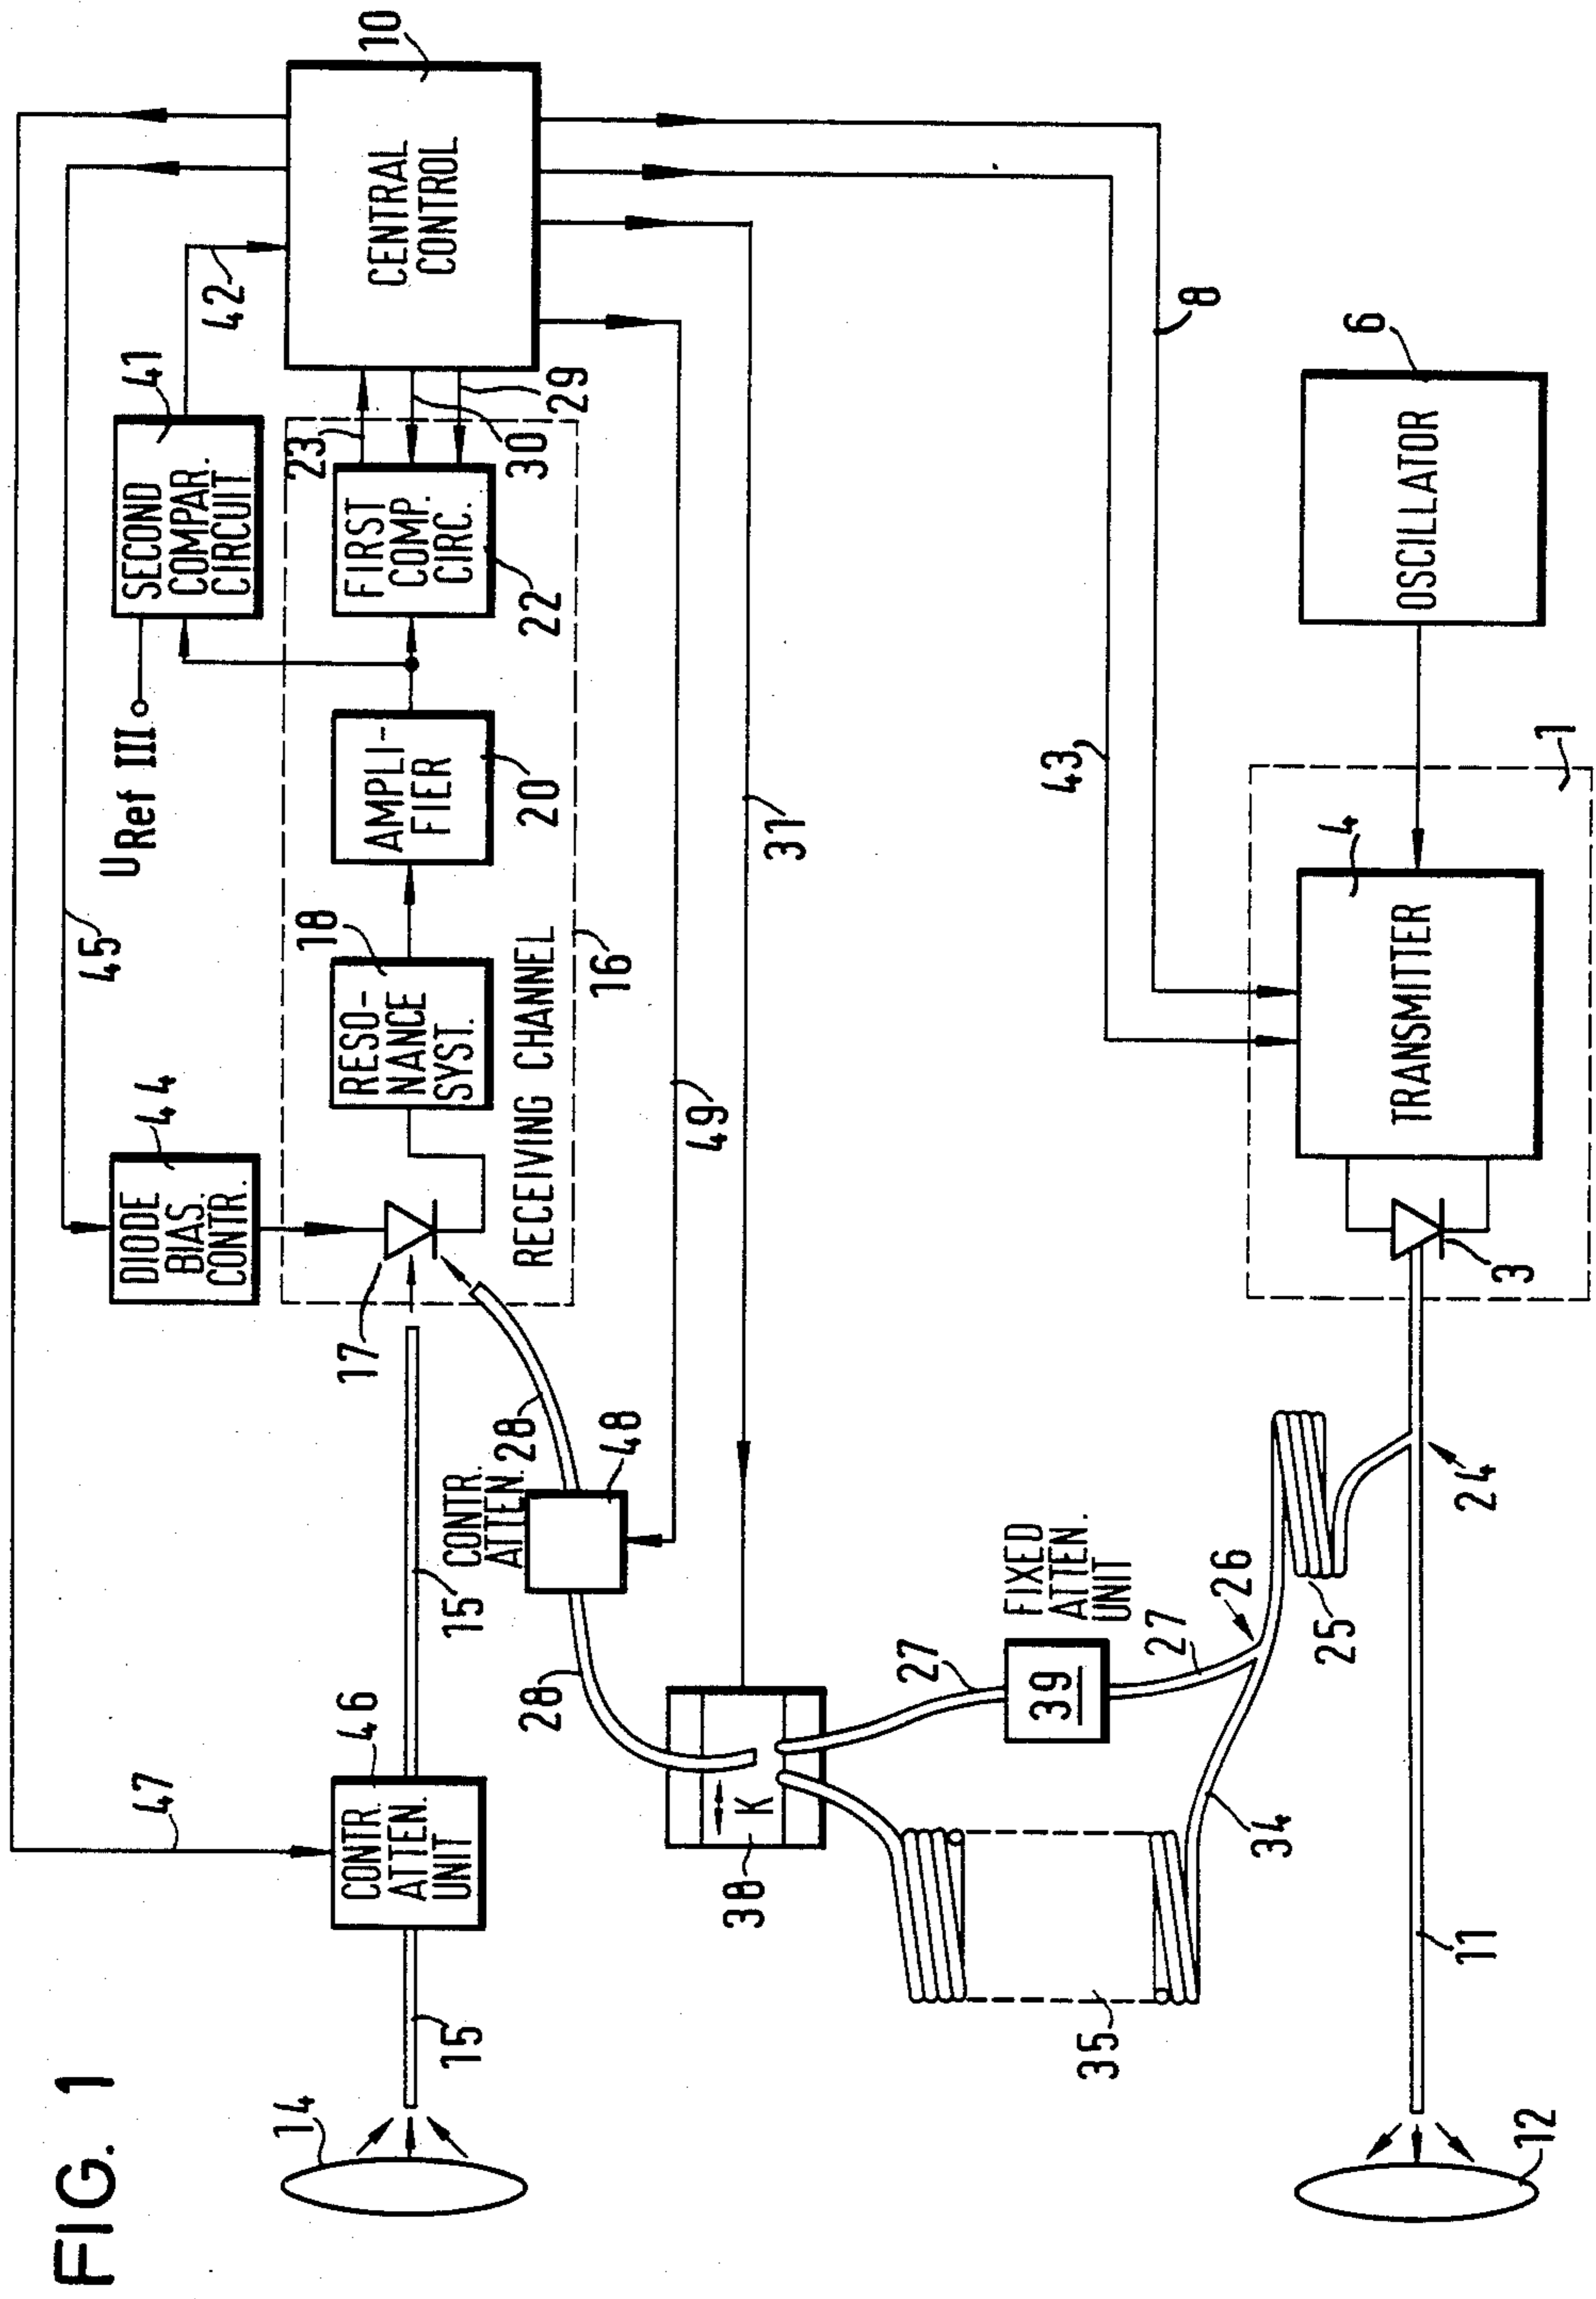 FIG. 1
14
15
47
CONTR.
ATTEN.
UNIT
46
15
17
DIODE
BIAS.
CONTR.
44
45
RESO-
NANCE
SYST.
18
AMPLI-
FIER
20
URef III
SECOND
COMPAR.
CIRCUIT
41
42
FIRST
COMP.
CIRC.
22
23
30
29
CENTRAL
CONTROL
10
RECEIVING CHANNEL
16
28
CONTR.
ATTEN.
48
28
49
31
38
K
27
39
FIXED
ATTEN.
UNIT
27
26
35
34
25
24
43
8
11
12
3
TRANSMITTER
4
1
OSCILLATOR
6